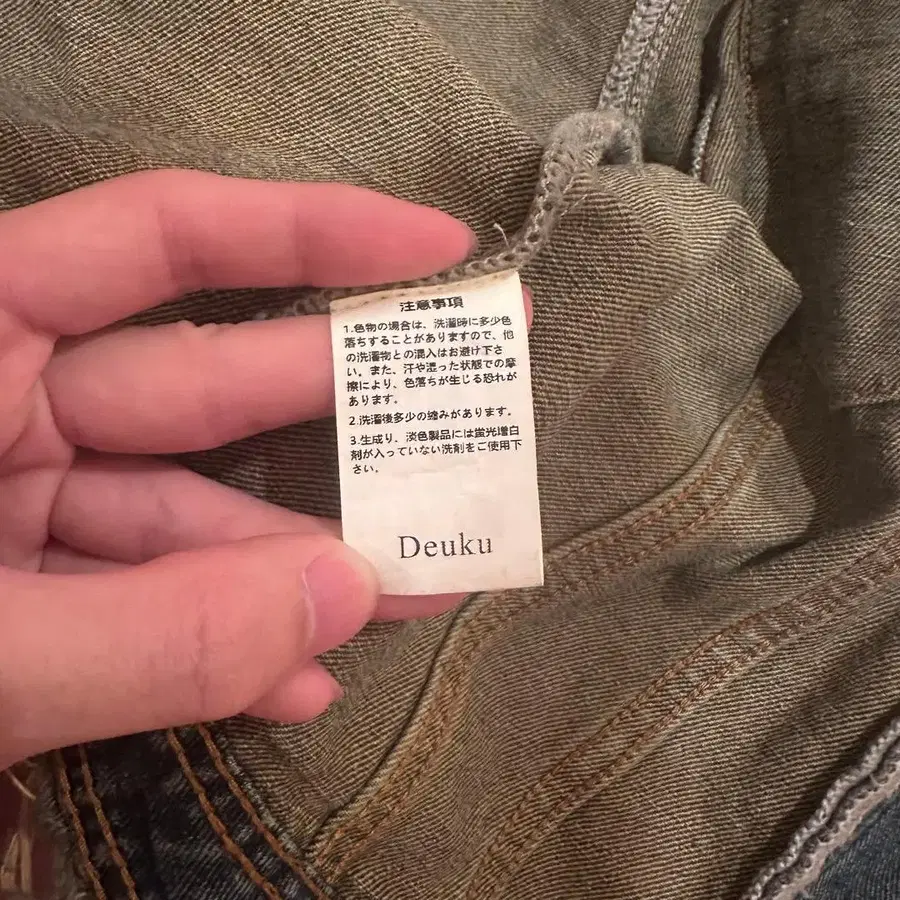 注意事項
1.色物の場合は、洗濯時に多少色
落ちすることがありますので、他
の洗濯物との混入はお避け下さ
い。また、汗や湿った状態での摩
擦により、色落ちが生じる恐れが
あります。
2.洗濯後多少の縮みがあります。
3.生成り、淡色製品には蛍光増白
剤が入っていない洗剤をご使用下
さい。
Deuku